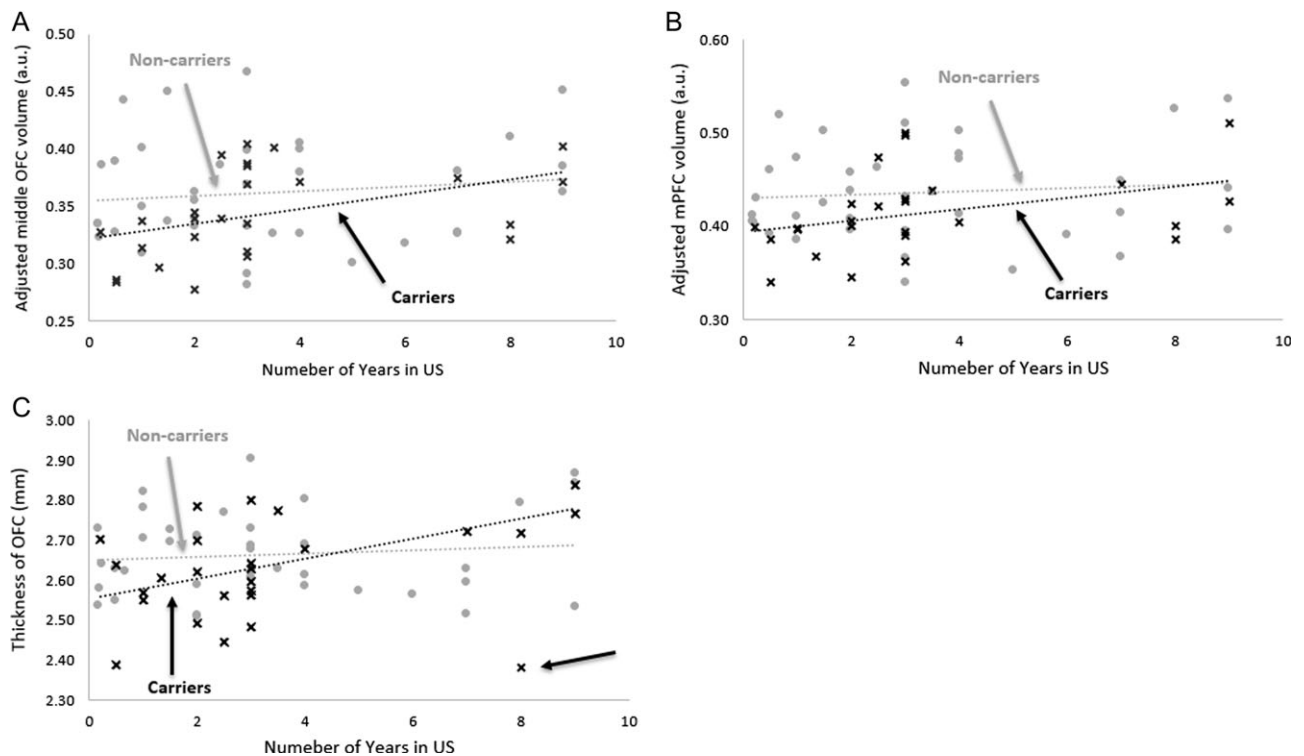 A
0.50
0.45
0.40
0.35
0.30
0.25
Adjusted middle OFC volume (a.u.)
Non-carriers
Carriers
0 2 4 6 8 10
Numeber of Years in US
B
0.60
0.50
0.40
0.30
Adjusted mPFC volume (a.u.)
Non-carriers
Carriers
0 2 4 6 8 10
Numeber of Years in US
C
3.00
2.90
2.80
2.70
2.60
2.50
2.40
2.30
Thickness of OFC (mm)
Non-carriers
Carriers
0 2 4 6 8 10
Numeber of Years in US